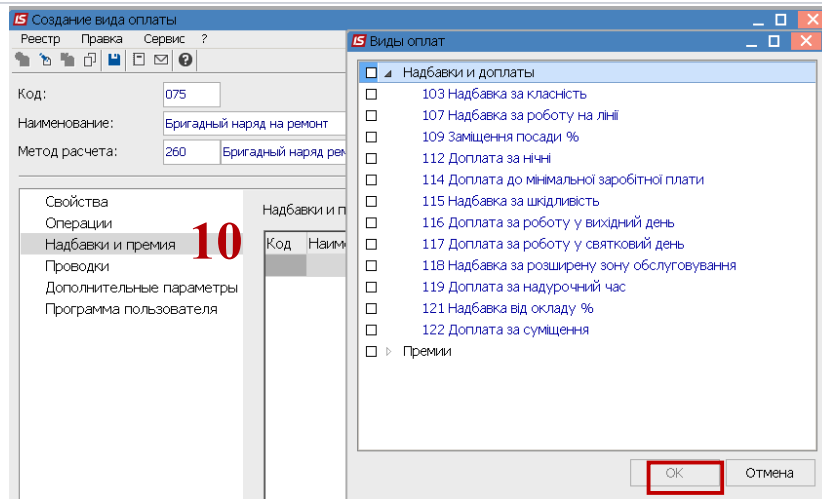 Создание вида оплаты
Реестр Правка Сервис ?
Код: 075
Наименование: Бригадный наряд на ремонт
Метод расчета: 260 Бригадный наряд рем
Свойства
Операции
Надбавки и премия
Проводки
Дополнительные параметры
Программа пользователя
10
Надбавки и п
Код Наим
Виды оплат
Надбавки и доплаты
103 Надбавка за класність
107 Надбавка за роботу на лінії
109 Заміщення посади %
112 Доплата за нічні
114 Доплата до мінімальної заробітної плати
115 Надбавка за шкідливість
116 Доплата за роботу у вихідний день
117 Доплата за роботу у святковий день
118 Надбавка за розширену зону обслуговування
119 Доплата за надурочний час
121 Надбавка від окладу %
122 Доплата за суміщення
Премии
OK Отмена